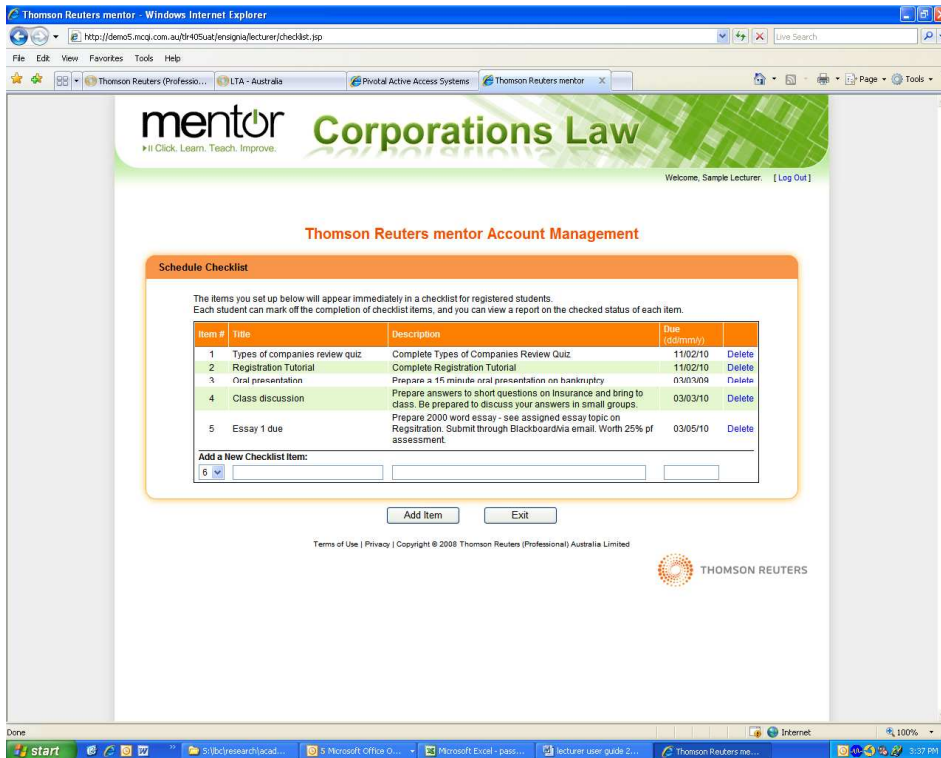 Thomson Reuters mentor - Windows Internet Explorer
http://demo5.mcqi.com.au/tlr405uat/ensignia/lecturer/checklist.jsp
Live Search
File Edit View Favorites Tools Help
Thomson Reuters (Professio... LTA - Australia Pivotal Active Access Systems Thomson Reuters mentor X
Page Tools
mentor
Click. Learn. Teach. Improve.
Corporations Law
Welcome, Sample Lecturer. [ Log Out ]
Thomson Reuters mentor Account Management
Schedule Checklist
The items you set up below will appear immediately in a checklist for registered students.
Each student can mark off the completion of checklist items, and you can view a report on the checked status of each item.
Item # Title Description Due
(dd/mm/y)
1 Types of companies review quiz Complete Types of Companies Review Quiz 11/02/10 Delete
2 Registration Tutorial Complete Registration Tutorial 11/02/10 Delete
3 Oral presentation Prepare a 15 minute oral presentation on bankruptcy 03/03/09 Delete
Prepare answers to short questions on Insurance and bring to
4 Class discussion class. Be prepared to discuss your answers in small groups. 03/03/10 Delete
Prepare 2000 word essay - see assigned essay topic on
5 Essay 1 due Regsitration. Submit through Blackboard/via email. Worth 25% pf 03/05/10 Delete
assessment.
Add a New Checklist Item:
6
Add Item Exit
Terms of Use | Privacy | Copyright © 2008 Thomson Reuters (Professional) Australia Limited
THOMSON REUTERS
Done Internet 100%
start S:\lbc\research\acad... 5 Microsoft Office O... Microsoft Excel - pass... lecturer user guide 2... Thomson Reuters me... 3:37 PM